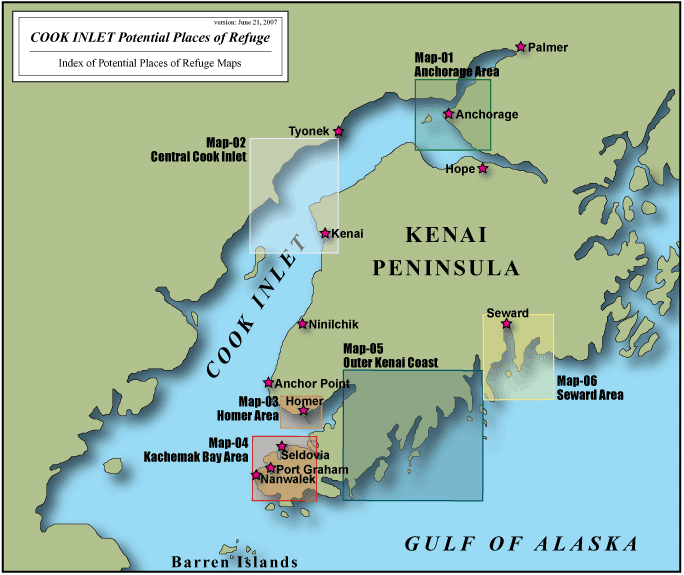 version: June 21, 2007
COOK INLET Potential Places of Refuge
Index of Potential Places of Refuge Maps
Map-01
Anchorage Area
Palmer
Anchorage
Tyonek
Map-02
Central Cook Inlet
Hope
Kenai
KENAI
PENINSULA
COOK INLET
Ninilchik
Seward
Map-05
Outer Kenai Coast
Anchor Point
Map-06
Seward Area
Map-03
Homer Area
Homer
Map-04
Kachemak Bay Area
Seldovia
Port Graham
Nanwalek
GULF OF ALASKA
Barren Islands